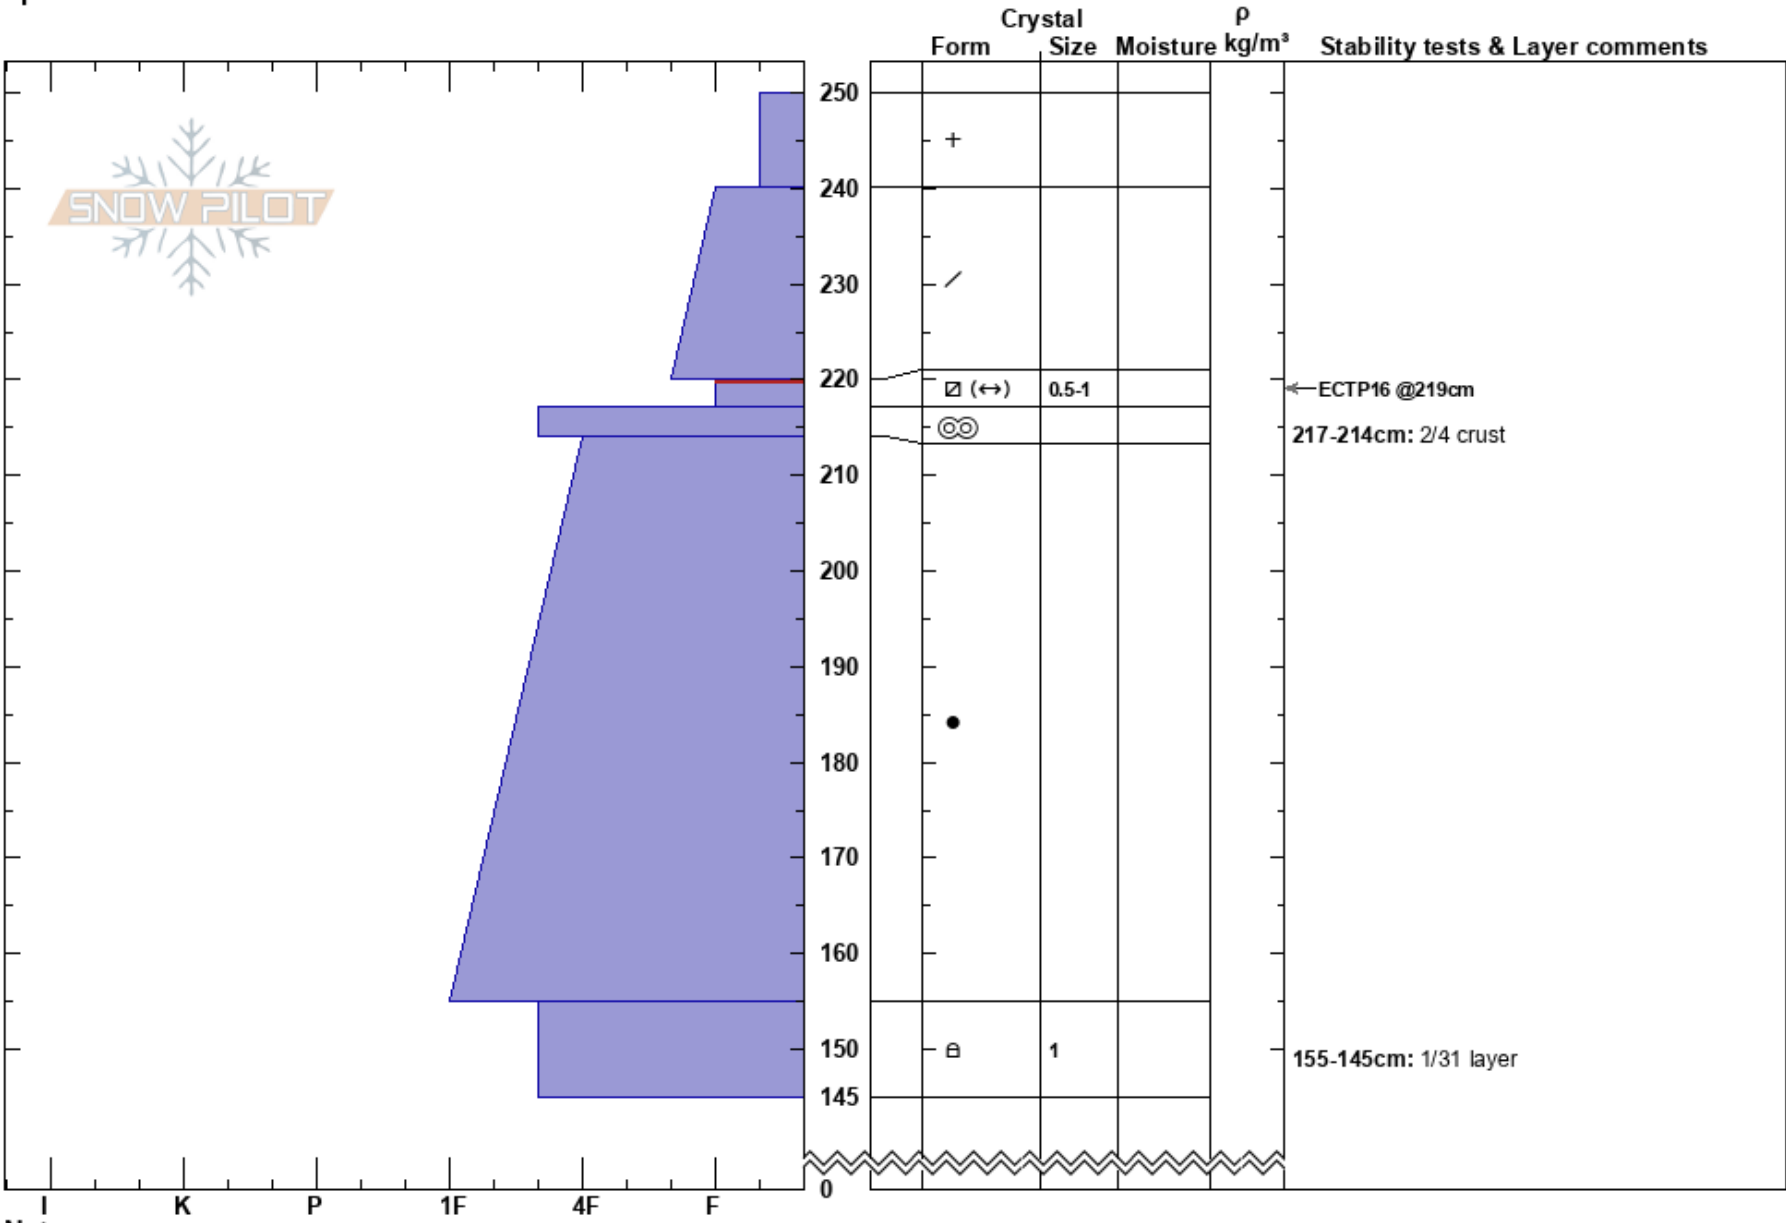 Crystal ρ
Form Size Moisture kg/m³ Stability tests & Layer comments
250
+
240
SNOW PILOT
230
220
(↔) 0.5-1 ECTP16 @219cm
217-214cm: 2/4 crust
210
200
190
180
170
160
150 1 155-145cm: 1/31 layer
145
0
I K P 1F 4F F